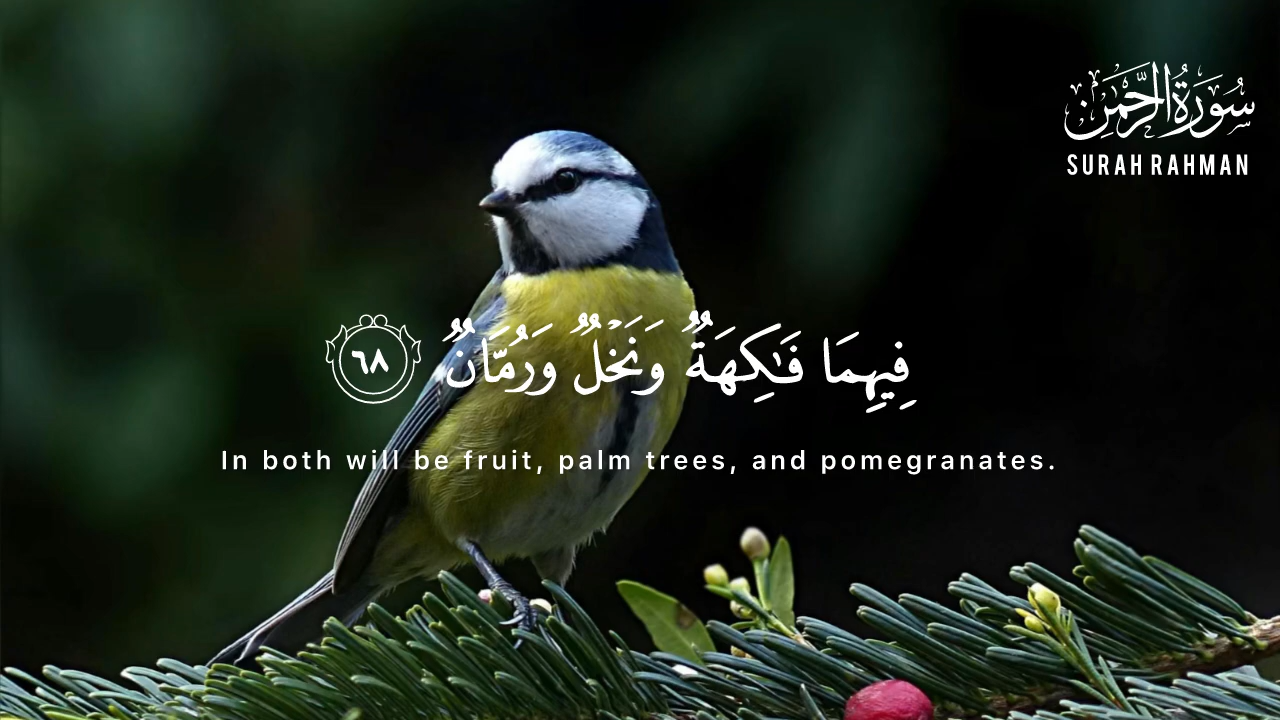 سُورَةُ الرَّحْمٰن
SURAH RAHMAN
فِيهِمَا فَـٰكِهَةٌۭ وَنَخْلٌۭ وَرُمَّانٌۭ ٦٨
In both will be fruit, palm trees, and pomegranates.